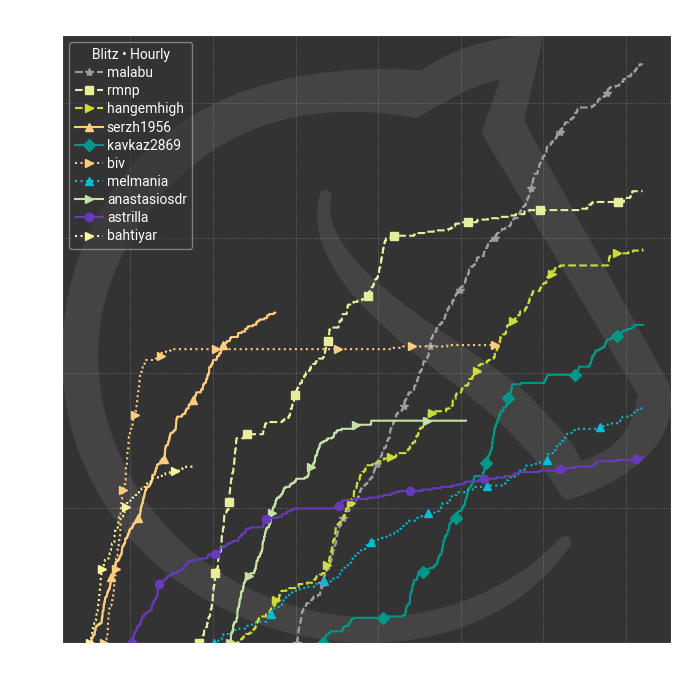 Blitz • Hourly
malabu
rmnp
hangemhigh
serzh1956
kavkaz2869
biv
melmania
anastasiosdr
astrilla
bahtiyar